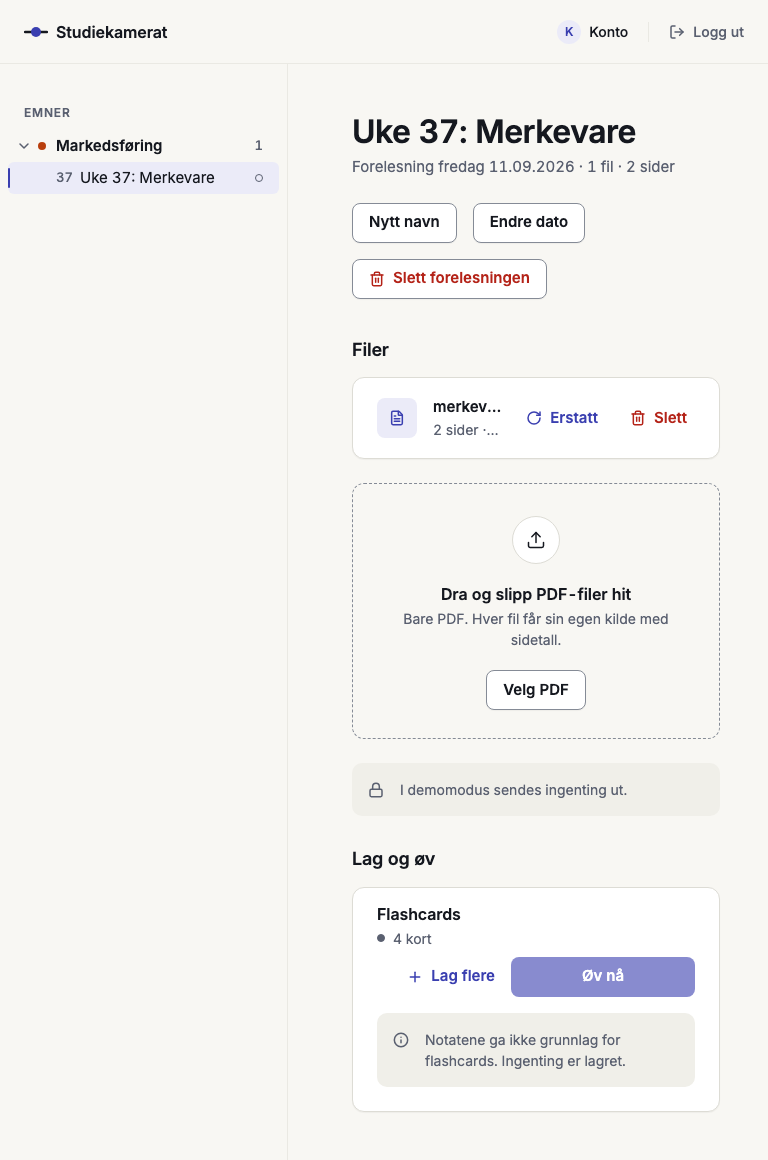 Studiekamerat
K Konto
Logg ut
EMNER
Markedsføring 1
37 Uke 37: Merkevare
Uke 37: Merkevare
Forelesning fredag 11.09.2026 · 1 fil · 2 sider
Nytt navn
Endre dato
Slett forelesningen
Filer
merkev...
2 sider ·...
Erstatt
Slett
Dra og slipp PDF-filer hit
Bare PDF. Hver fil får sin egen kilde med
sidetall.
Velg PDF
I demomodus sendes ingenting ut.
Lag og øv
Flashcards
4 kort
Lag flere
Øv nå
Notatene ga ikke grunnlag for
flashcards. Ingenting er lagret.